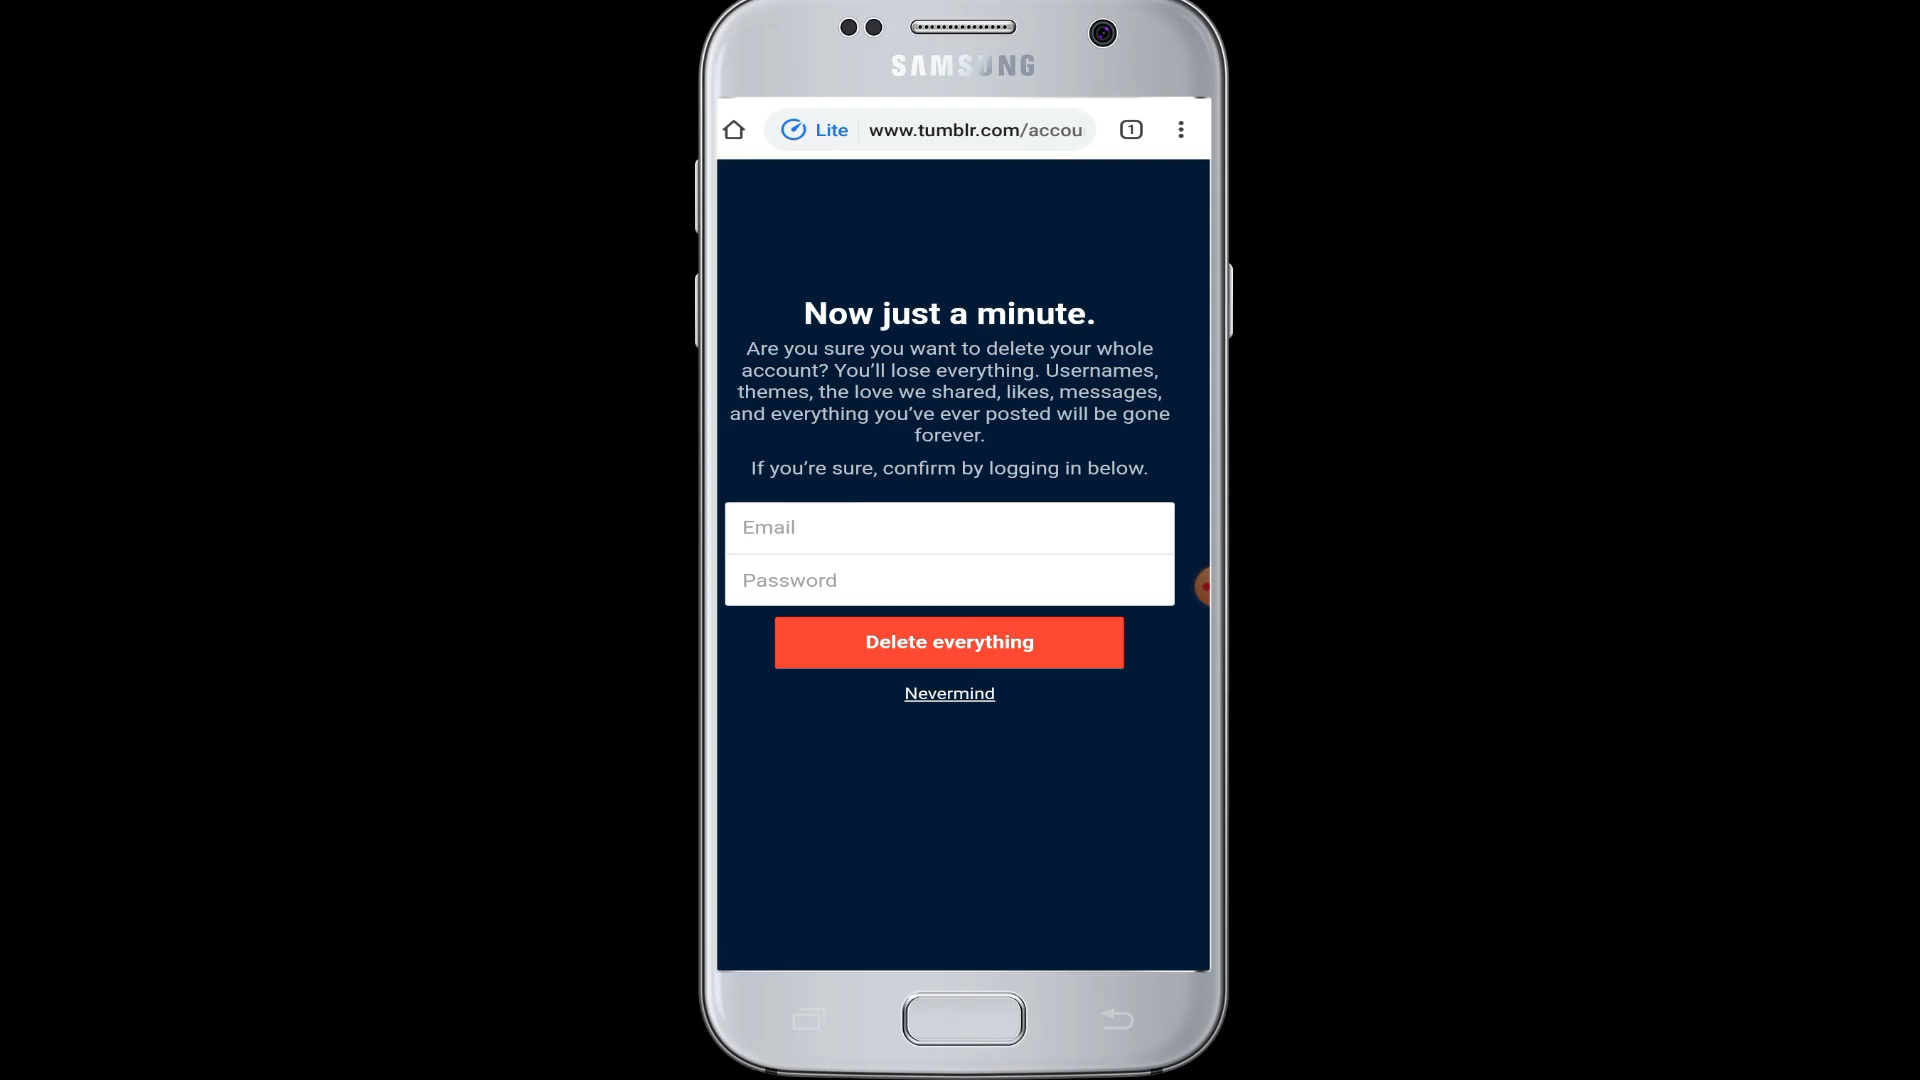 SAMSUNG
Lite www.tumblr.com/accou
1
Now just a minute.
Are you sure you want to delete your whole
account? You’ll lose everything. Usernames,
themes, the love we shared, likes, messages,
and everything you’ve ever posted will be gone
forever.
If you’re sure, confirm by logging in below.
Email
Password
Delete everything
Nevermind